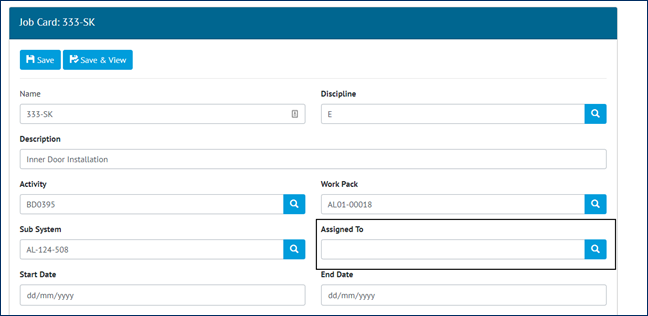 Job Card: 333-SK
Save Save & View
Name Discipline
333-SK E
Description
Inner Door Installation
Activity Work Pack
BD0395 AL01-00018
Sub System Assigned To
AL-124-508
Start Date End Date
dd/mm/yyyy dd/mm/yyyy